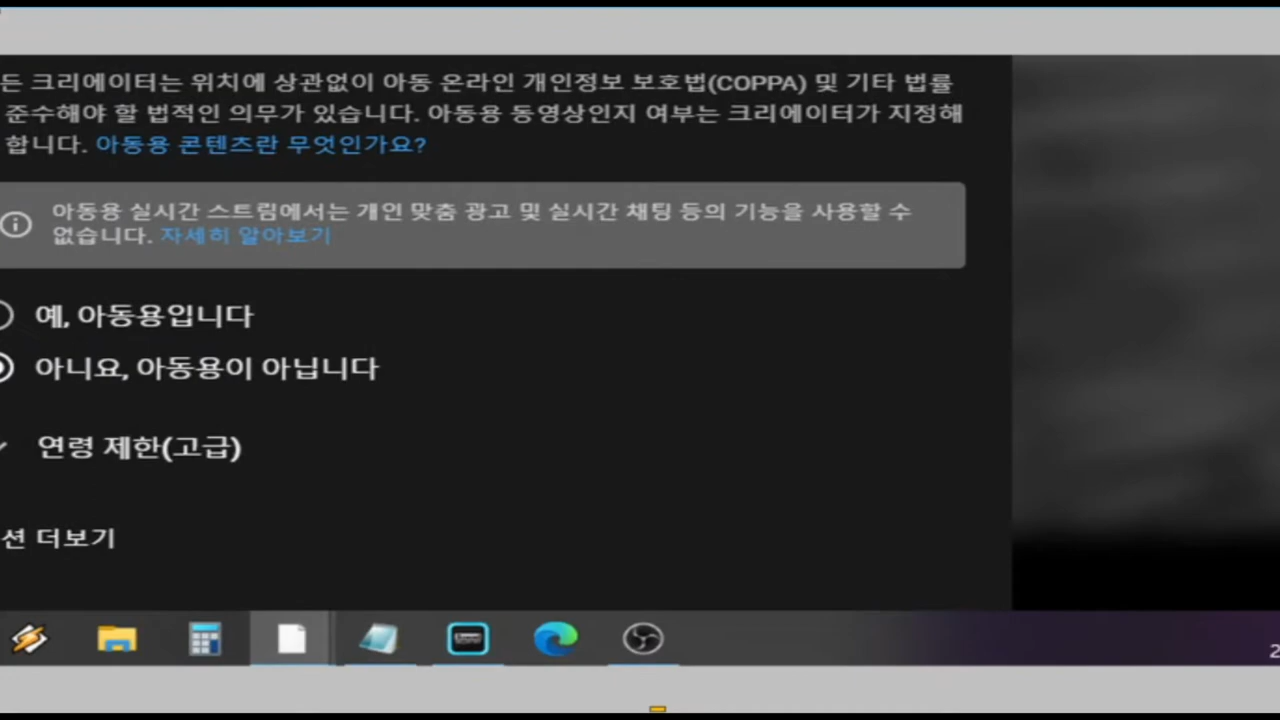 든 크리에이터는 위치에 상관없이 아동 온라인 개인정보 보호법(COPPA) 및 기타 법률
준수해야 할 법적인 의무가 있습니다. 아동용 동영상인지 여부는 크리에이터가 지정해
합니다. 아동용 콘텐츠란 무엇인가요?
아동용 실시간 스트림에서는 개인 맞춤 광고 및 실시간 채팅 등의 기능을 사용할 수
없습니다. 자세히 알아보기
예, 아동용입니다
아니요, 아동용이 아닙니다
연령 제한(고급)
션 더보기
2